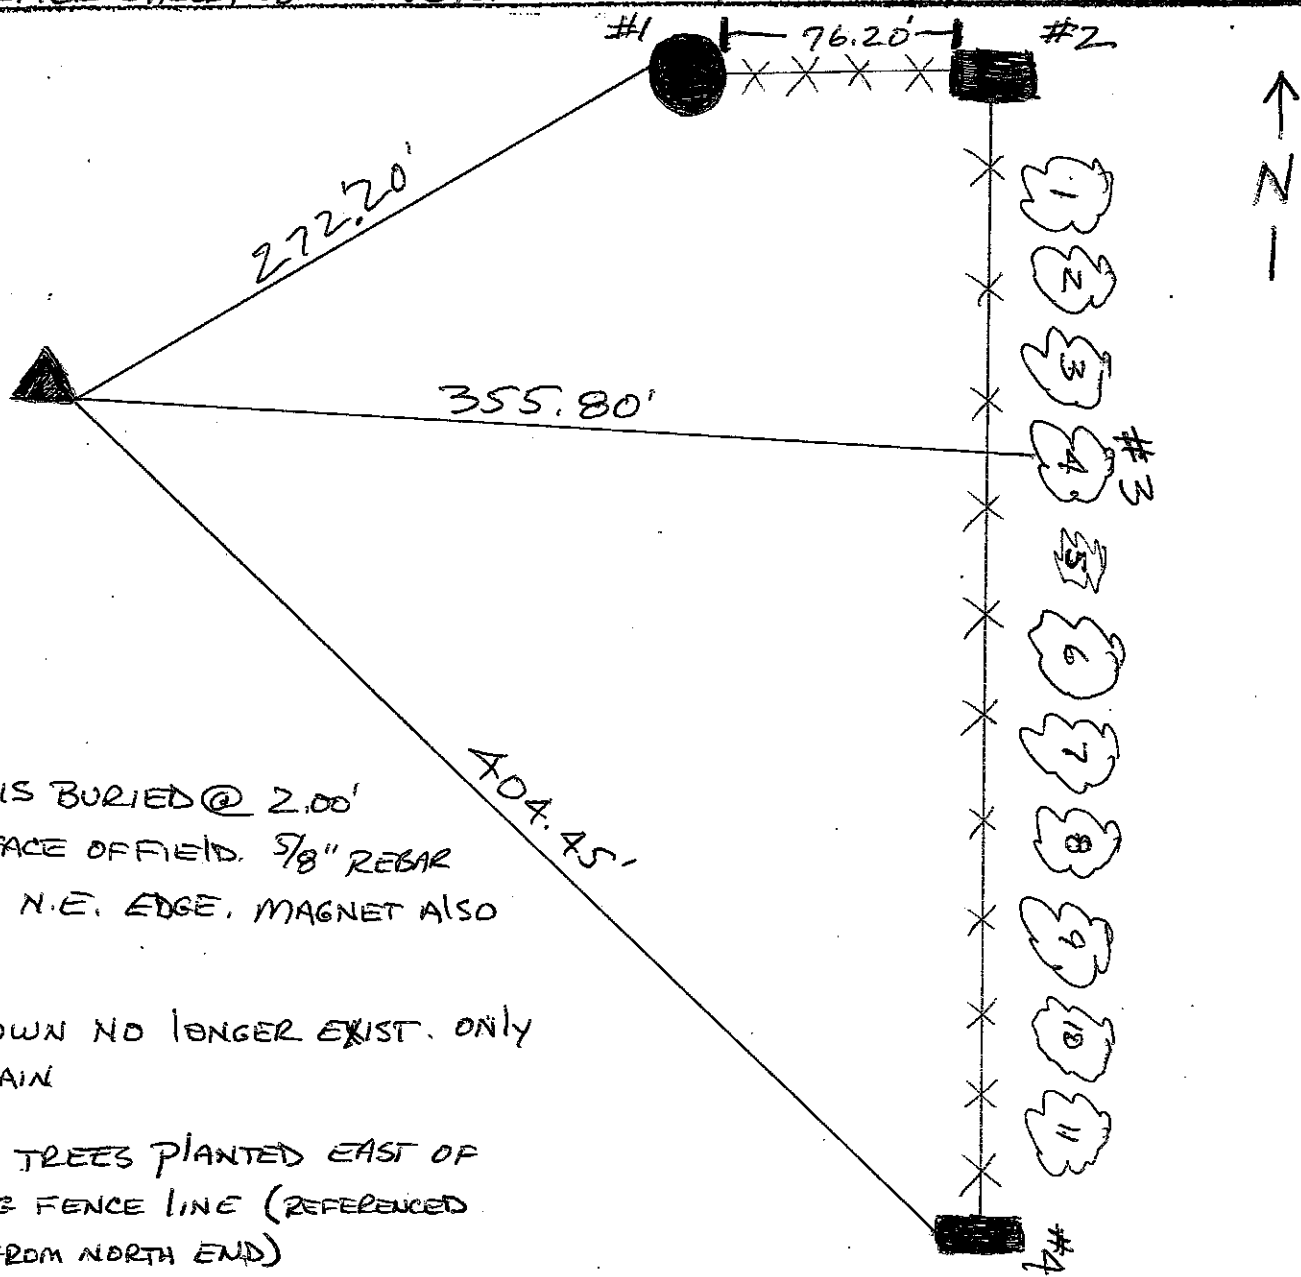 #1
76.20'
#2
N
272.20'
1
2
3
355.80'
4
#3
5
6
7
404.45'
IS BURIED @ 2.00'
8
FACE OF FIELD. 5/8" REBAR
N.E. EDGE. MAGNET AlSO
9
OWN NO lONGER EXIST. ONly
10
AIN
11
TREES PlANTED EAST OF
G FENCE lINE (REFERENCED
FROM NORTH END)
#4